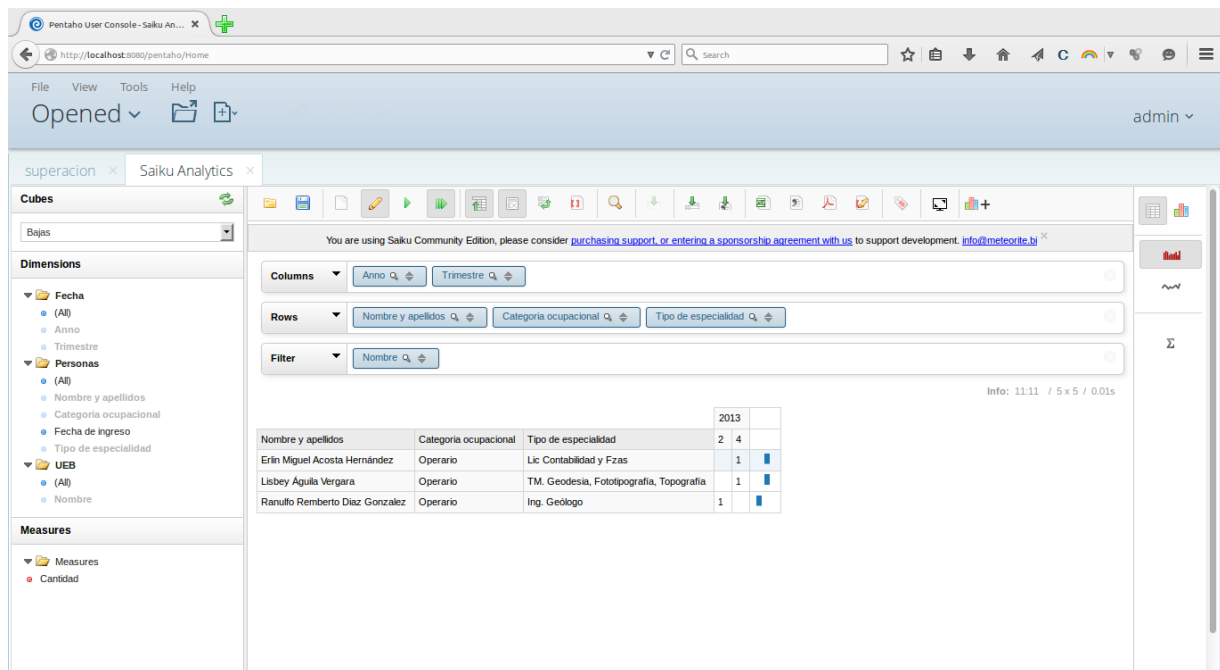 Pentaho User Console - Saiku An...
http://localhost:8080/pentaho/Home
Search
File View Tools Help
Opened
admin
superacion
Saiku Analytics
Cubes
Bajas
Dimensions
Fecha
(All)
Anno
Trimestre
Personas
(All)
Nombre y apellidos
Categoria ocupacional
Fecha de ingreso
Tipo de especialidad
UEB
(All)
Nombre
Measures
Measures
Cantidad
You are using Saiku Community Edition, please consider purchasing support, or entering a sponsorship agreement with us to support development. info@meteorite.bi
Columns Anno Trimestre
Rows Nombre y apellidos Categoria ocupacional Tipo de especialidad
Filter Nombre
Info: 11:11 / 5 x 5 / 0.01s
2013
Nombre y apellidos Categoria ocupacional Tipo de especialidad 2 4
Erlin Miguel Acosta Hernández Operario Lic Contabilidad y Fzas 1
Lisbey Águila Vergara Operario TM. Geodesia, Fototipografía, Topografía 1
Ranulfo Remberto Diaz Gonzalez Operario Ing. Geólogo 1
Σ